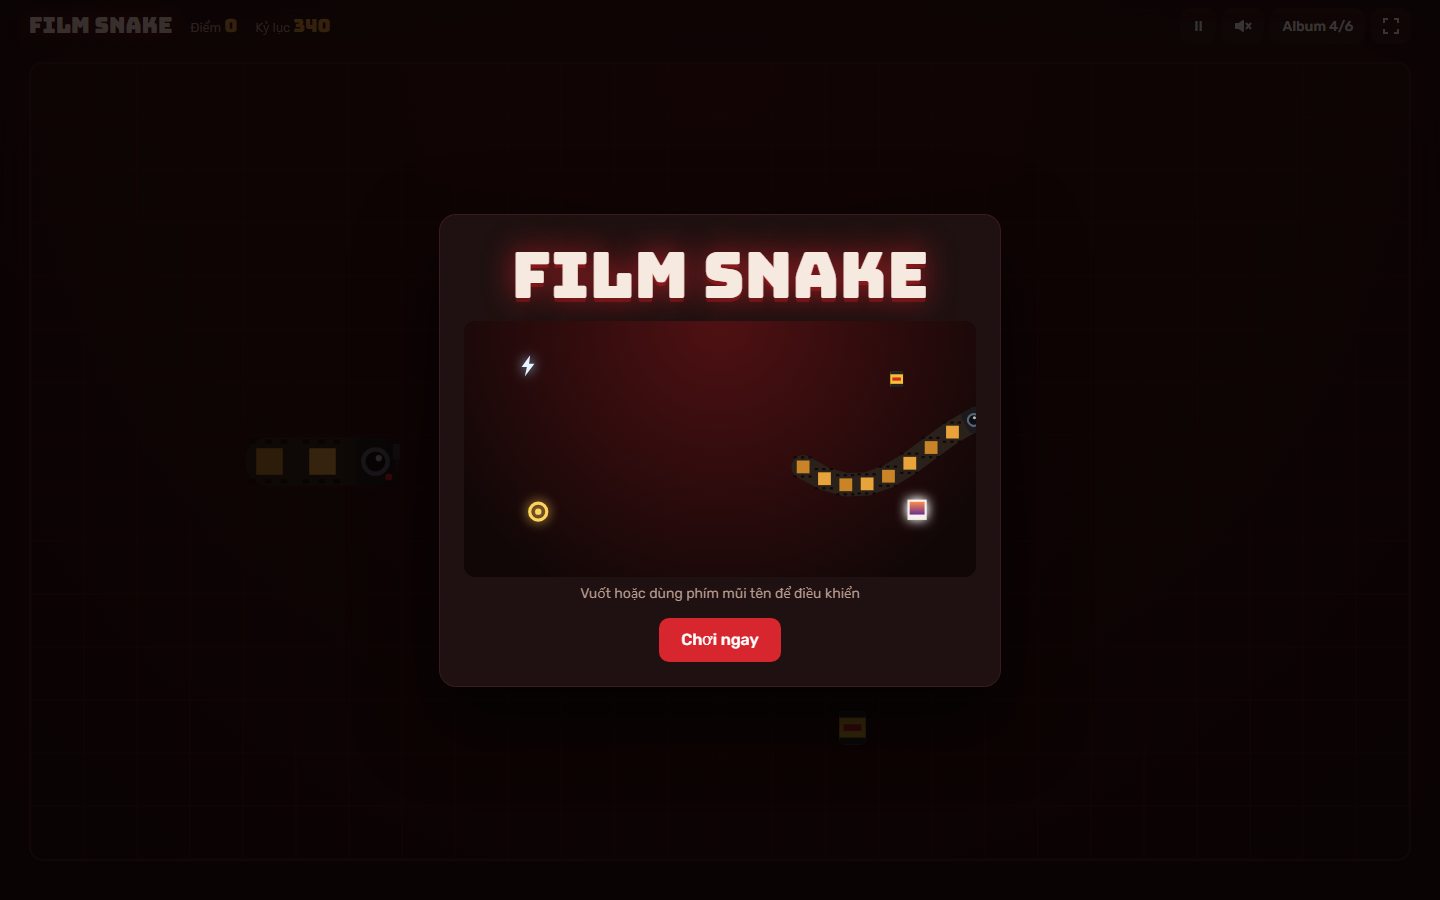 FILM SNAKE Điểm 0 Kỷ lục 340 Album 4/6
FILM SNAKE
Vuốt hoặc dùng phím mũi tên để điều khiển
Chơi ngay